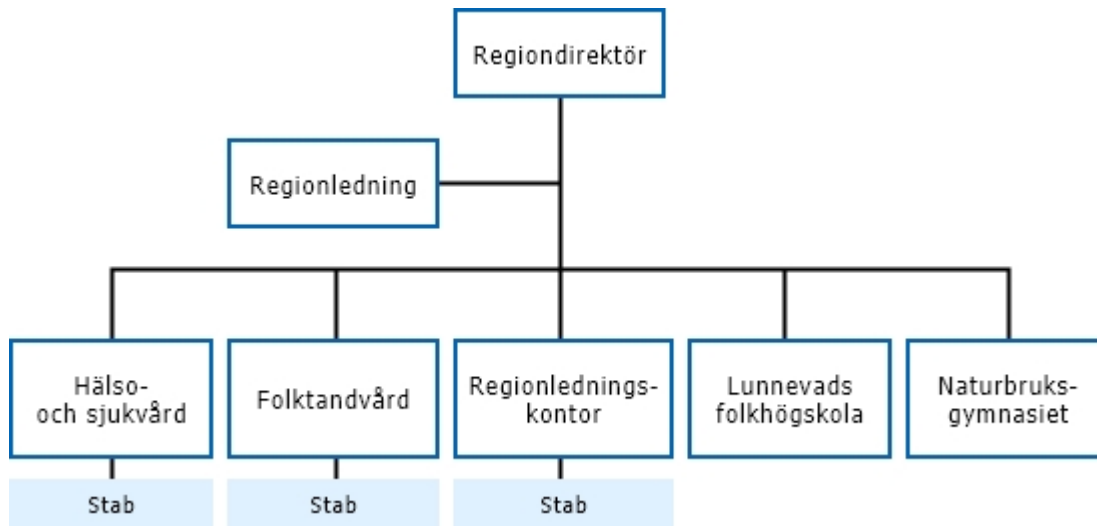 Regiondirektör
Regionledning
Hälso-
och sjukvård
Folktandvård
Regionlednings-
kontor
Lunnevads
folkhögskola
Naturbruks-
gymnasiet
Stab
Stab
Stab